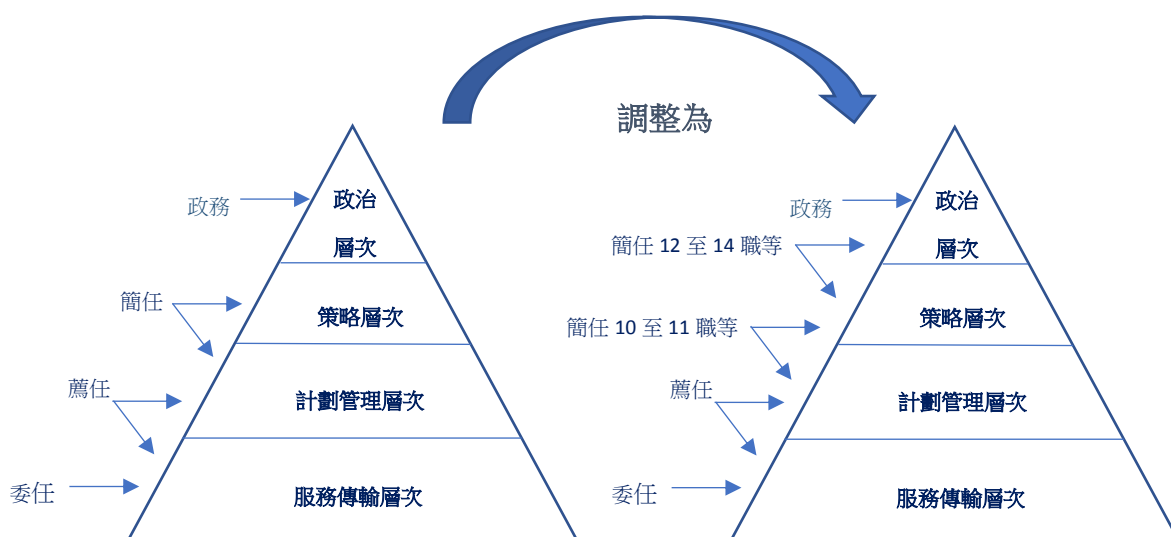 調整為
政務
政治
層次
簡任
策略層次
薦任
計劃管理層次
委任
服務傳輸層次
政務
政治
簡任 12 至 14 職等
層次
簡任 10 至 11 職等
策略層次
薦任
計劃管理層次
委任
服務傳輸層次